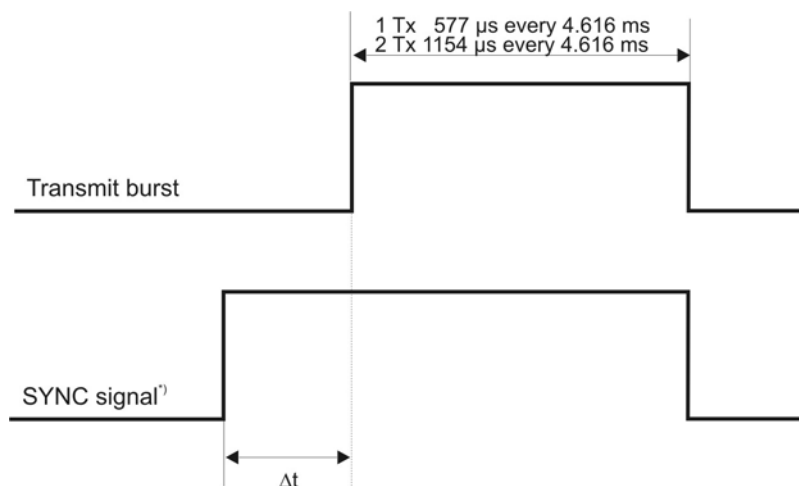 1 Tx 577 µs every 4.616 ms
2 Tx 1154 µs every 4.616 ms
Transmit burst
SYNC signal*)
Δt